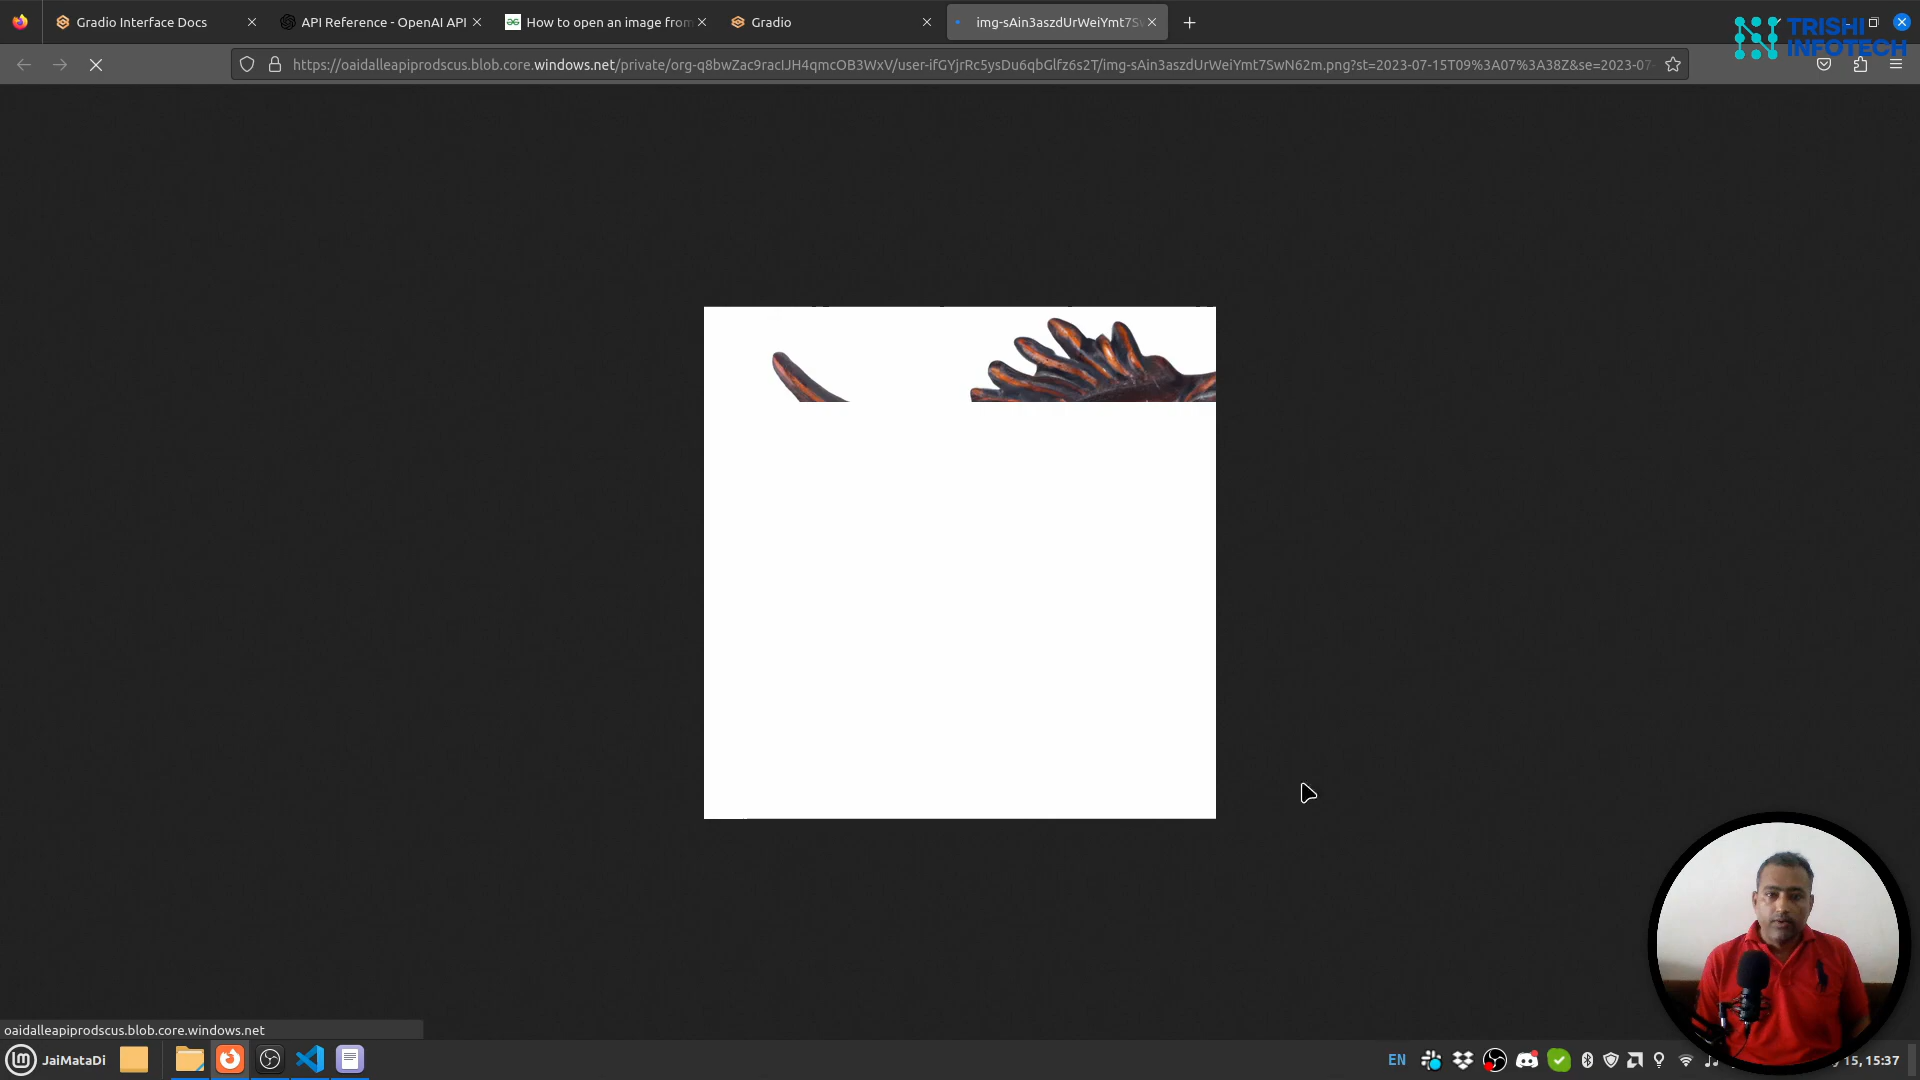 Gradio Interface Docs
API Reference - OpenAI API
How to open an image from
Gradio
img-sAin3aszdUrWeiYmt7Sw
TRISHI
INFOTECH
https://oaidalleapiprodscus.blob.core.windows.net/private/org-q8bwZac9racIJH4qmcOB3WxV/user-ifGYjrRc5ysDu6qbGlfz6s2T/img-sAin3aszdUrWeiYmt7SwN62m.png?st=2023-07-15T09%3A07%3A38Z&se=2023-07-
oaidalleapiprodscus.blob.core.windows.net
JaiMataDi
EN
15, 15:37